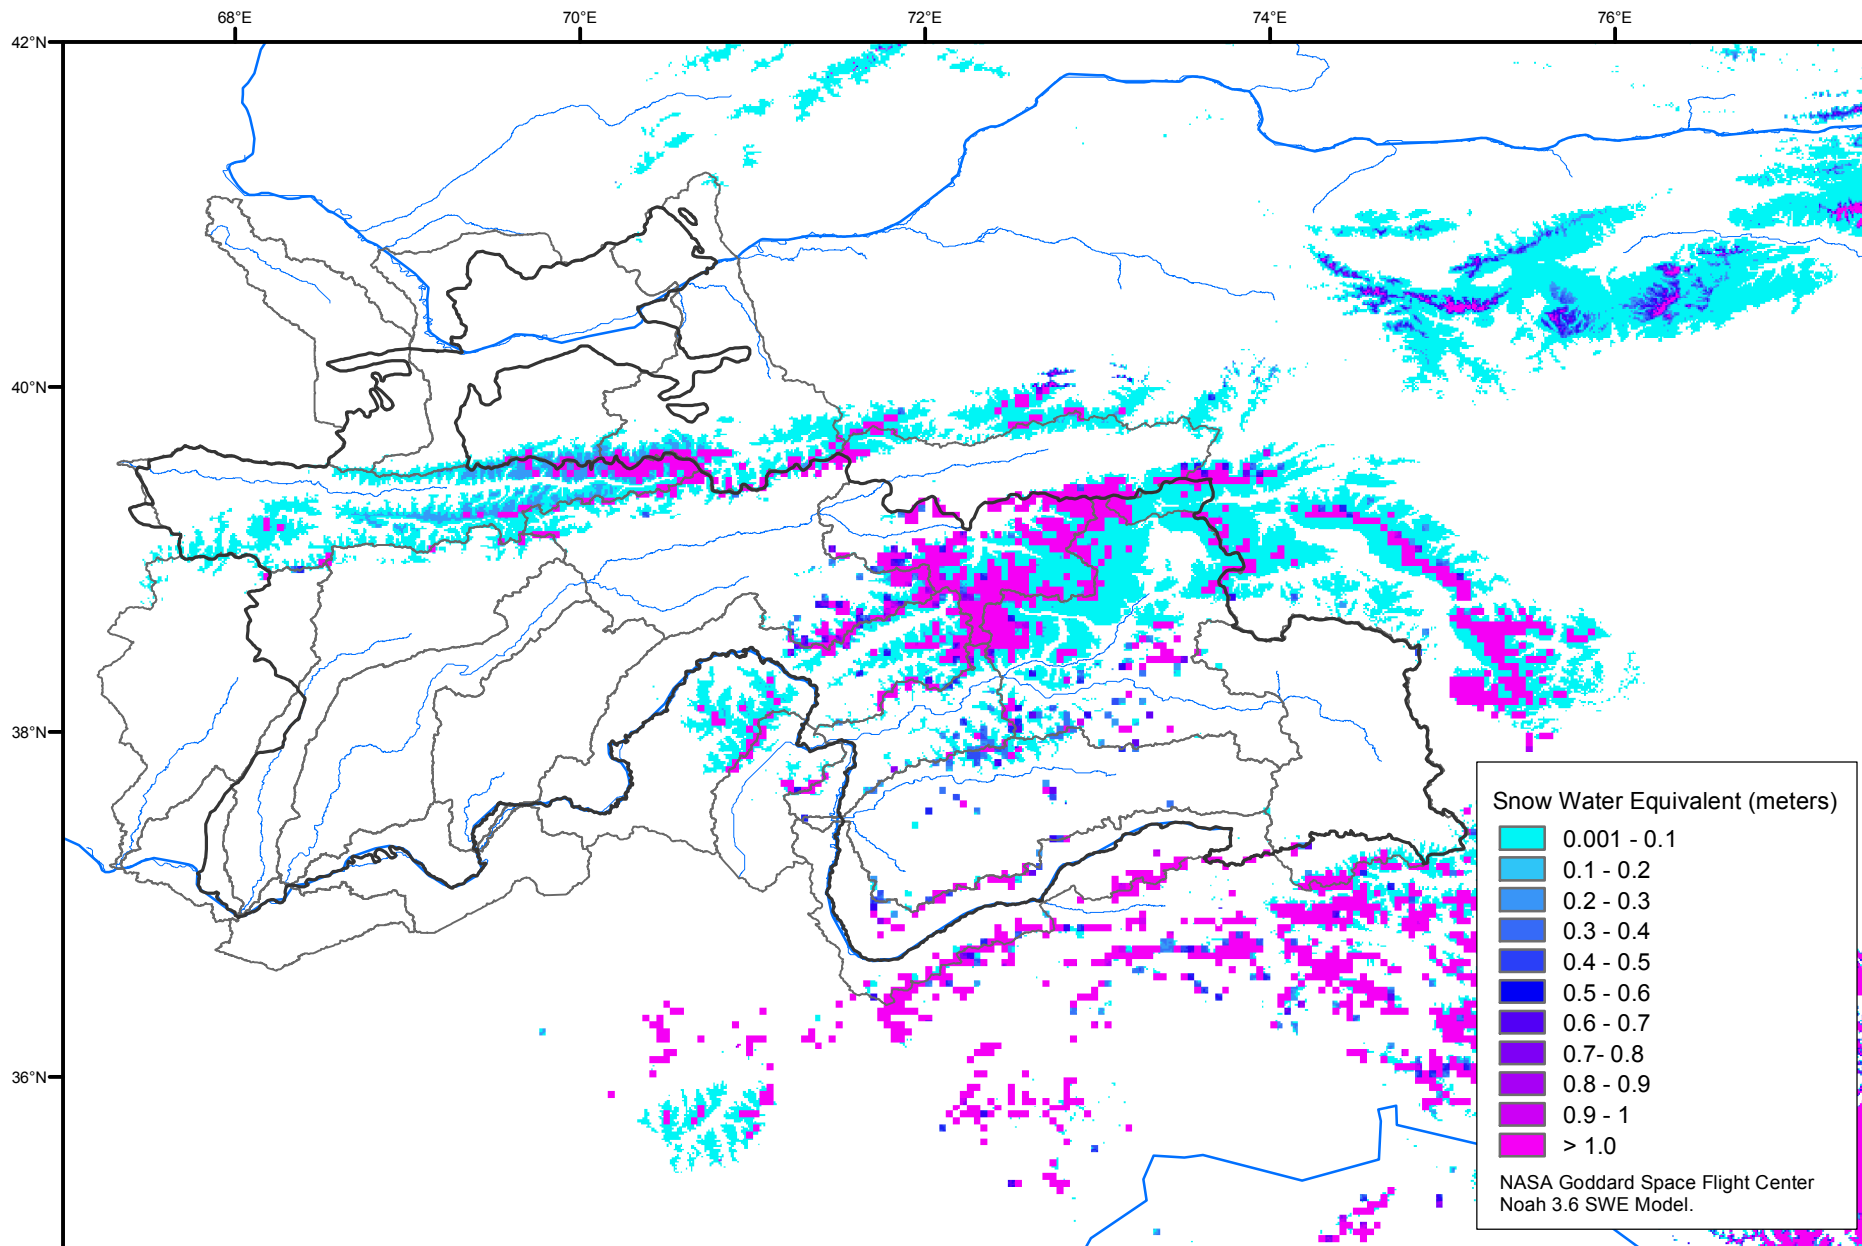 68°E
70°E
72°E
74°E
76°E
42°N
40°N
38°N
36°N
Snow Water Equivalent (meters)
0.001 - 0.1
0.1 - 0.2
0.2 - 0.3
0.3 - 0.4
0.4 - 0.5
0.5 - 0.6
0.6 - 0.7
0.7- 0.8
0.8 - 0.9
0.9 - 1
> 1.0
NASA Goddard Space Flight Center
Noah 3.6 SWE Model.